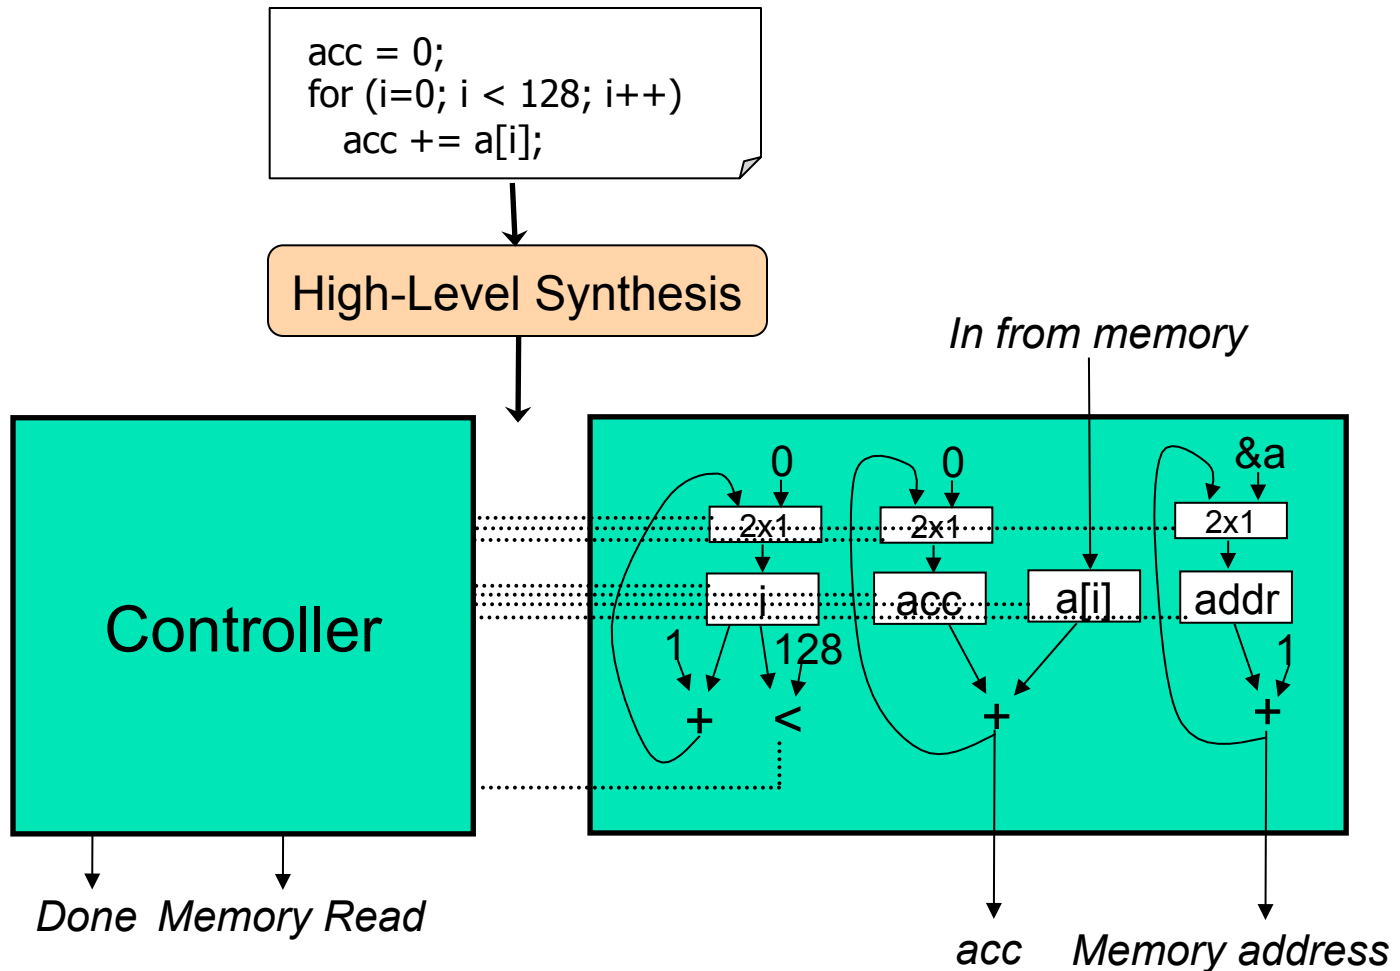 acc = 0;
for (i=0; i < 128; i++)
acc += a[i];
High-Level Synthesis
In from memory
Controller
0
0
&a
2x1
2x1
2x1
i
acc
a[i]
addr
1
128
1
+
<
+
+
Done
Memory Read
acc
Memory address